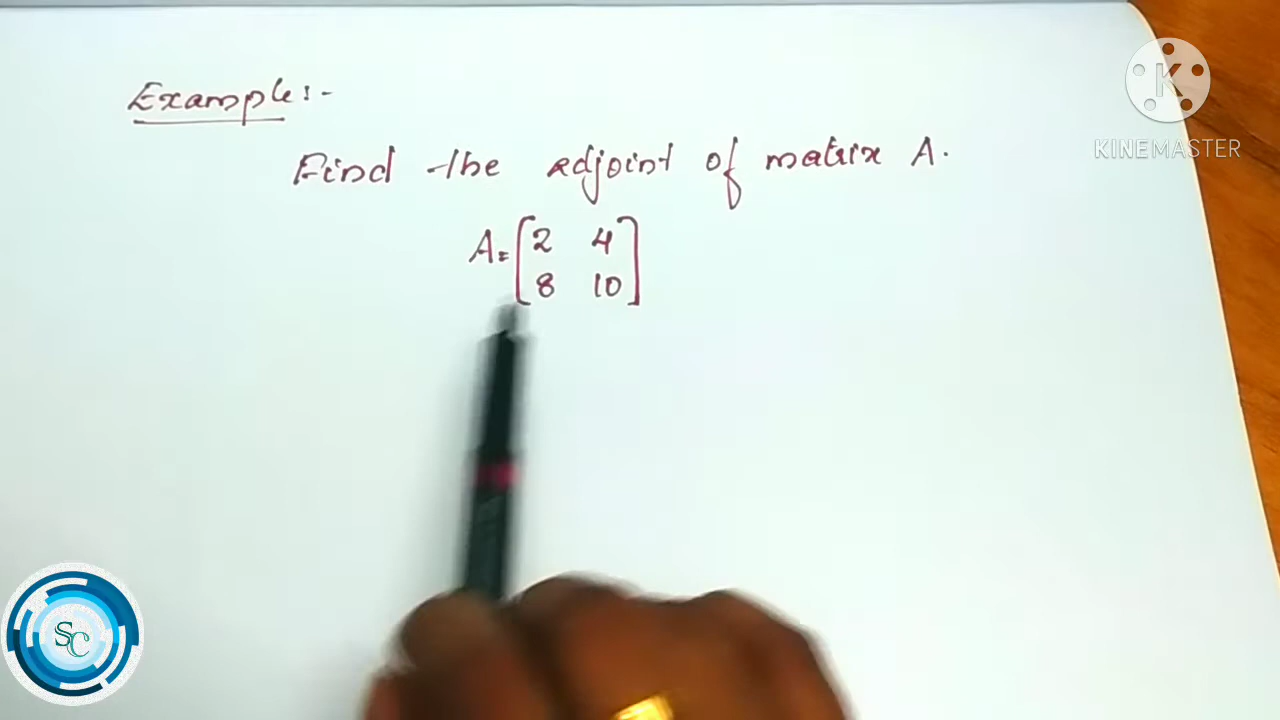 Example:-
Find the adjoint of matrix A.
A = [2 4
8 10]
KINEMASTER
K
SC